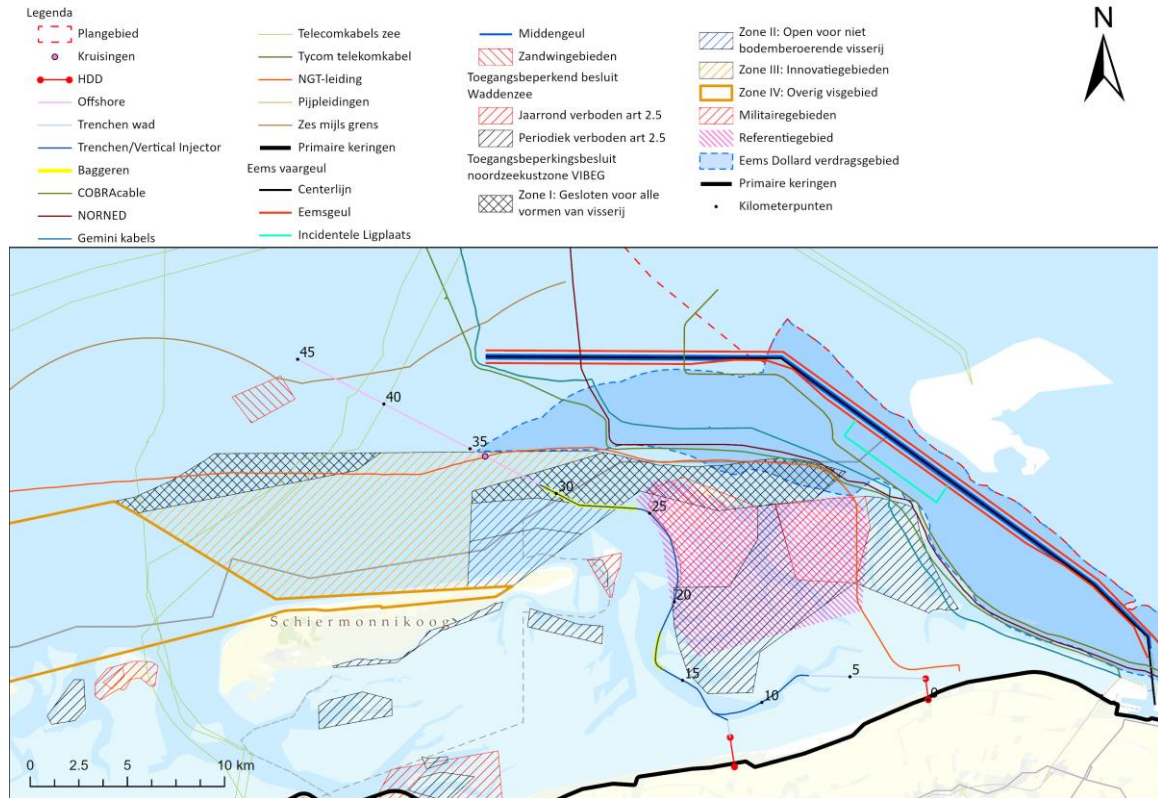 Legenda
Plangebied
Kruisingen
HDD
Offshore
Trenchen wad
Trenchen/Vertical Injector
Baggeren
COBRAcable
NORNED
Gemini kabels
Telecomkabels zee
Tycom telekomkabel
NGT-leiding
Pijpleidingen
Zes mijls grens
Primaire keringen
Eems vaargeul
Centerlijn
Eemsgeul
Incidentele Ligplaats
Middengeul
Zandwingebieden
Toegangsbeperkend besluit
Waddenzee
Jaarrond verboden art 2.5
Periodiek verboden art 2.5
Toegangsbeperkingsbesluit
noordzeekustzone VIBEG
Zone I: Gesloten voor alle
vormen van visserij
Zone II: Open voor niet
bodemberoerende visserij
Zone III: Innovatiegebieden
Zone IV: Overig visgebied
Militairegebieden
Referentiegebied
Eems Dollard verdragsgebied
Primaire keringen
Kilometerpunten
N
45
40
35
30
25
20
Schiermonnikoog
15
10
5
0
0 2.5 5 10 km